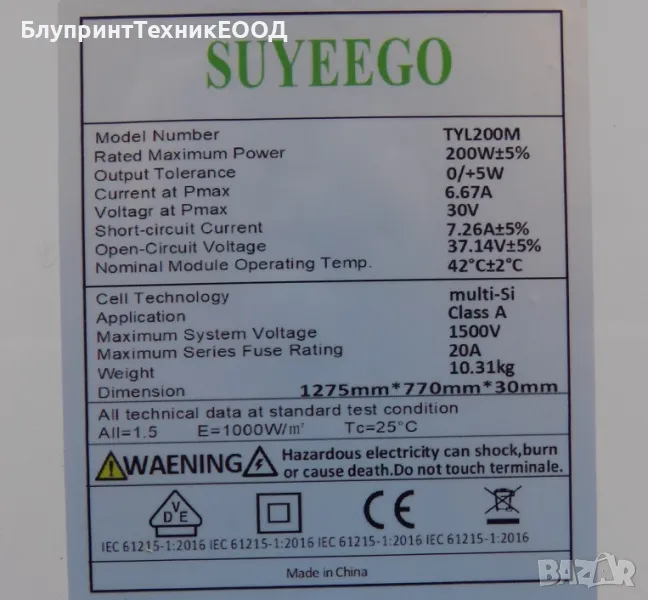 БлупринтТехникЕООД
SUYEEGO
Model Number TYL200M
Rated Maximum Power 200W±5%
Output Tolerance 0/+5W
Current at Pmax 6.67A
Voltagr at Pmax 30V
Short-circuit Current 7.26A±5%
Open-Circuit Voltage 37.14V±5%
Nominal Module Operating Temp. 42°C±2°C
Cell Technology multi-Si
Application Class A
Maximum System Voltage 1500V
Maximum Series Fuse Rating 20A
Weight 10.31kg
Dimension 1275mm*770mm*30mm
All technical data at standard test condition
All=1.5 E=1000W/㎡ Tc=25°C
WAENING Hazardous electricity can shock,burn
or cause death.Do not touch terminale.
DVE CE
IEC 61215-1:2016 IEC 61215-1:2016 IEC 61215-1:2016 IEC 61215-1:2016
Made in China
BAZAR